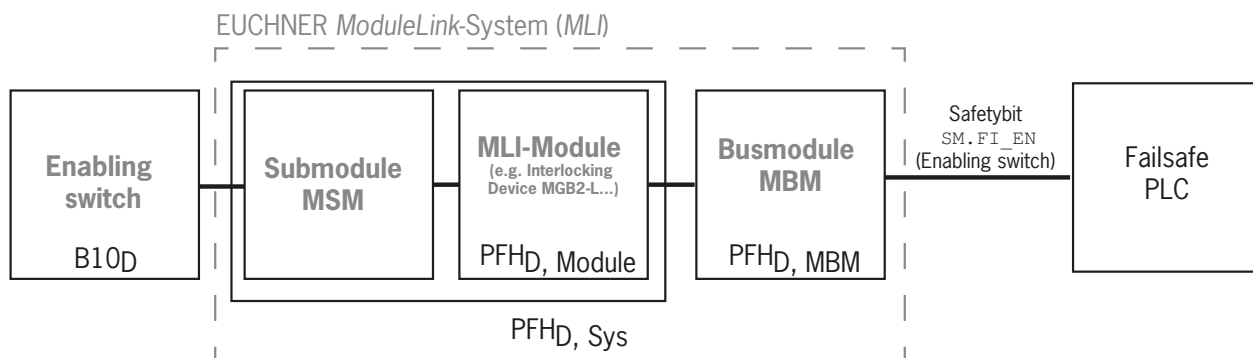 EUCHNER ModuleLink-System (MLI)
Enabling
switch
B10D
Submodule
MSM
MLI-Module
(e.g. Interlocking
Device MGB2-L...)
PFHD, Module
Busmodule
MBM
PFHD, MBM
Safetybit
SM.FI_EN
(Enabling switch)
Failsafe
PLC
PFHD, Sys